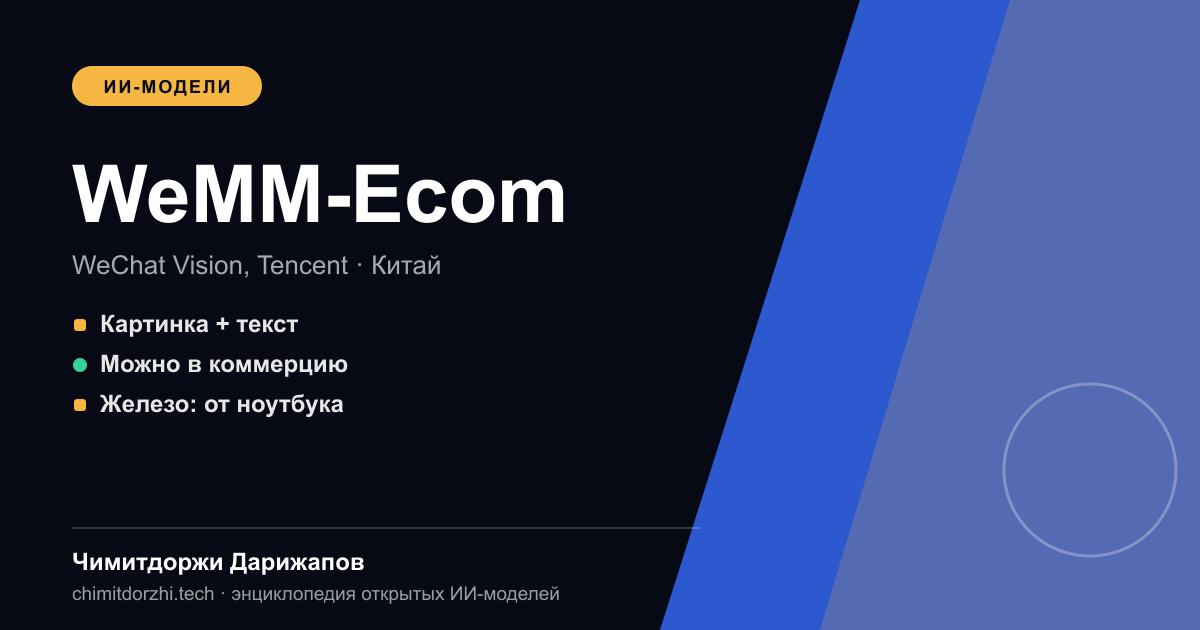 ИИ-МОДЕЛИ
WeMM-Ecom
WeChat Vision, Tencent · Китай
Картинка + текст
Можно в коммерцию
Железо: от ноутбука
Чимитдоржи Дарижапов
chimitdorzhi.tech · энциклопедия открытых ИИ-моделей